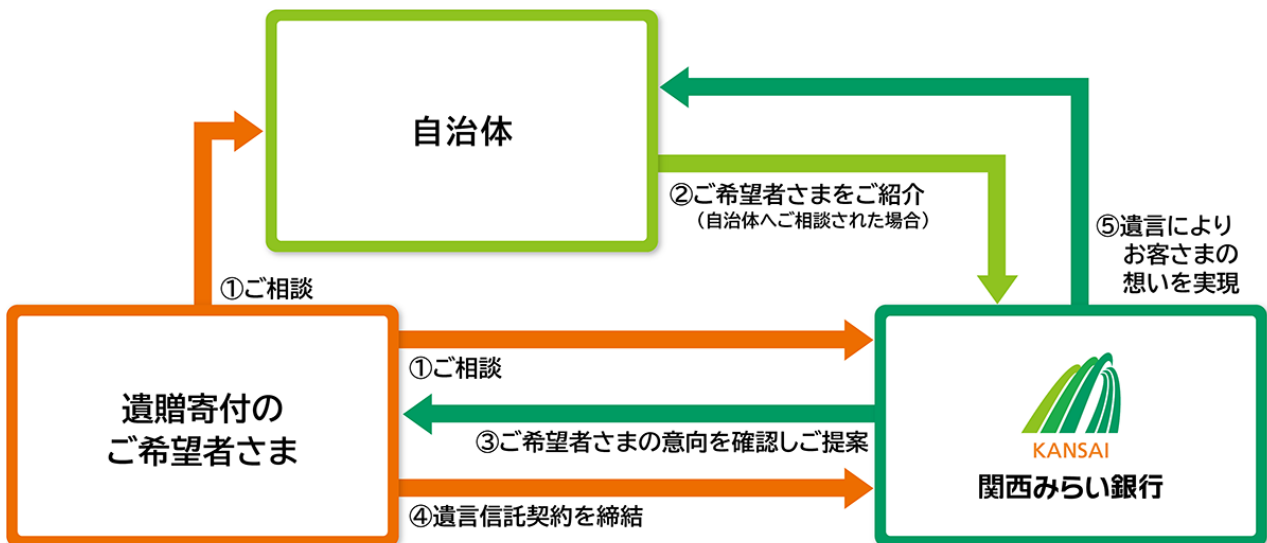 自治体
②ご希望者さまをご紹介
（自治体へご相談された場合）
⑤遺言により
お客さまの
想いを実現
①ご相談
遺贈寄付の
ご希望者さま
①ご相談
③ご希望者さまの意向を確認しご提案
④遺言信託契約を締結
KANSAI
関西みらい銀行